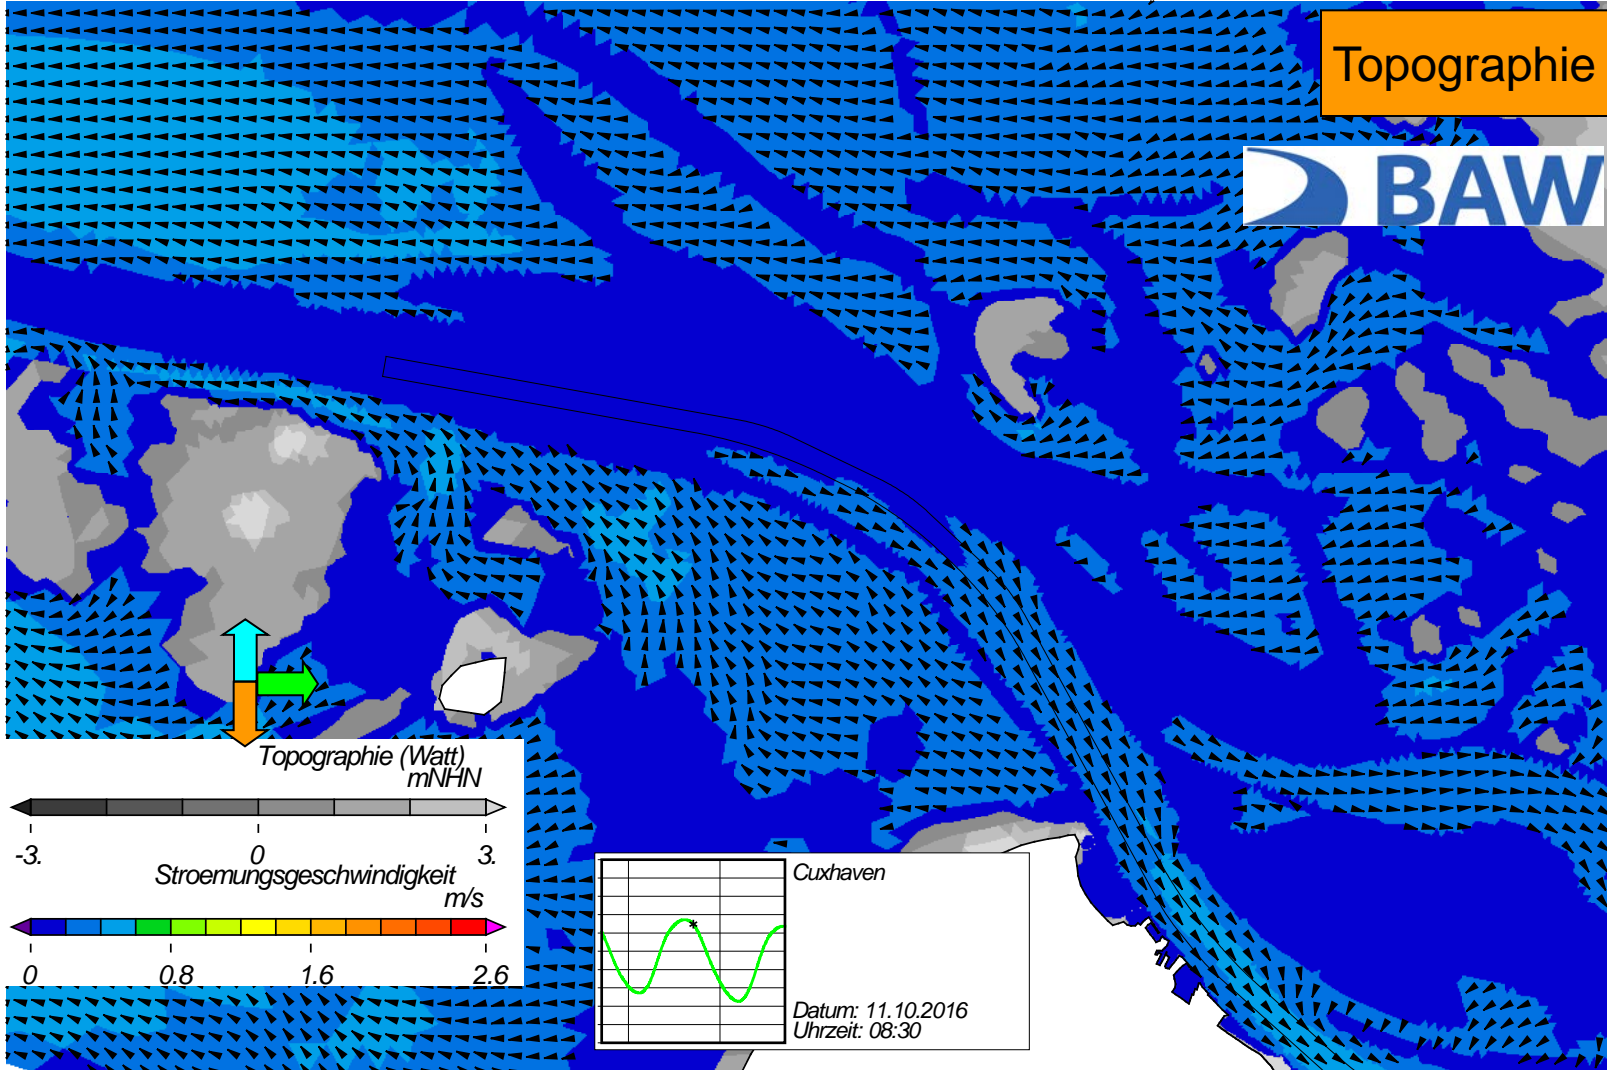 Topographie
BAW
Topographie (Watt)
mNHN
-3. 0 3.
Stroemungsgeschwindigkeit
m/s
0 0.8 1.6 2.6
Cuxhaven
Datum: 11.10.2016
Uhrzeit: 08:30